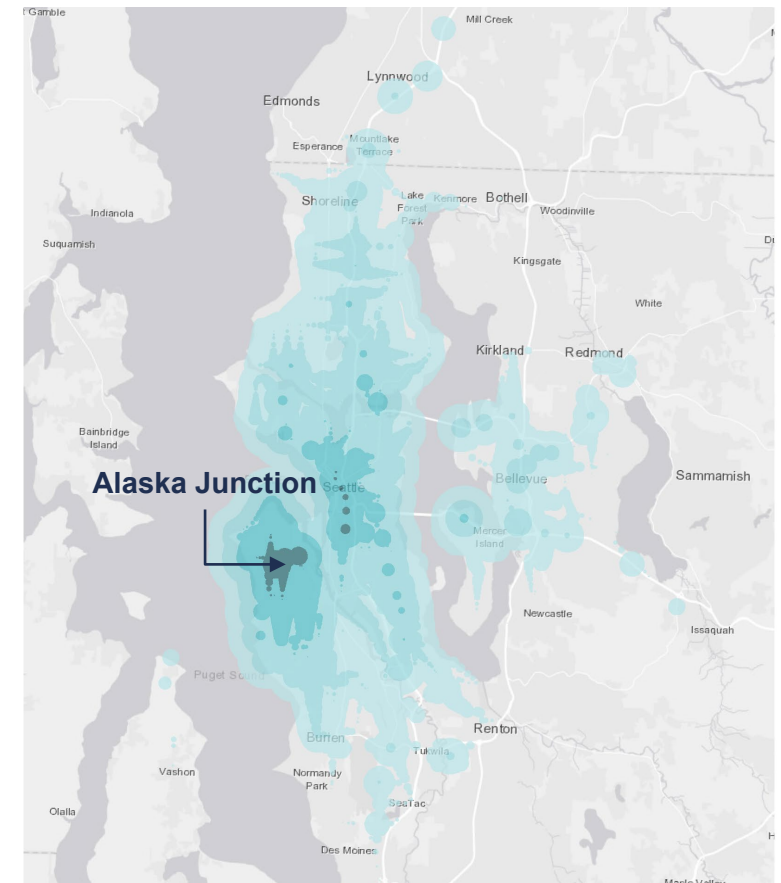 t Gamble
Mill Creek
Lynnwood
Edmonds
Mountlake
Terrace
Esperance
Shoreline
Lake
Forest
Park
Kenmore
Bothell
Woodinville
Indianola
Suquamish
Kingsgate
White
Kirkland
Redmond
Bainbridge
Island
Alaska Junction
Seattle
Bellevue
Sammamish
Mercer
Island
Newcastle
Issaquah
Puget Sound
Renton
Burien
Tukwila
Vashon
Normandy
Park
SeaTac
Olalla
Des Moines
Maple Valley